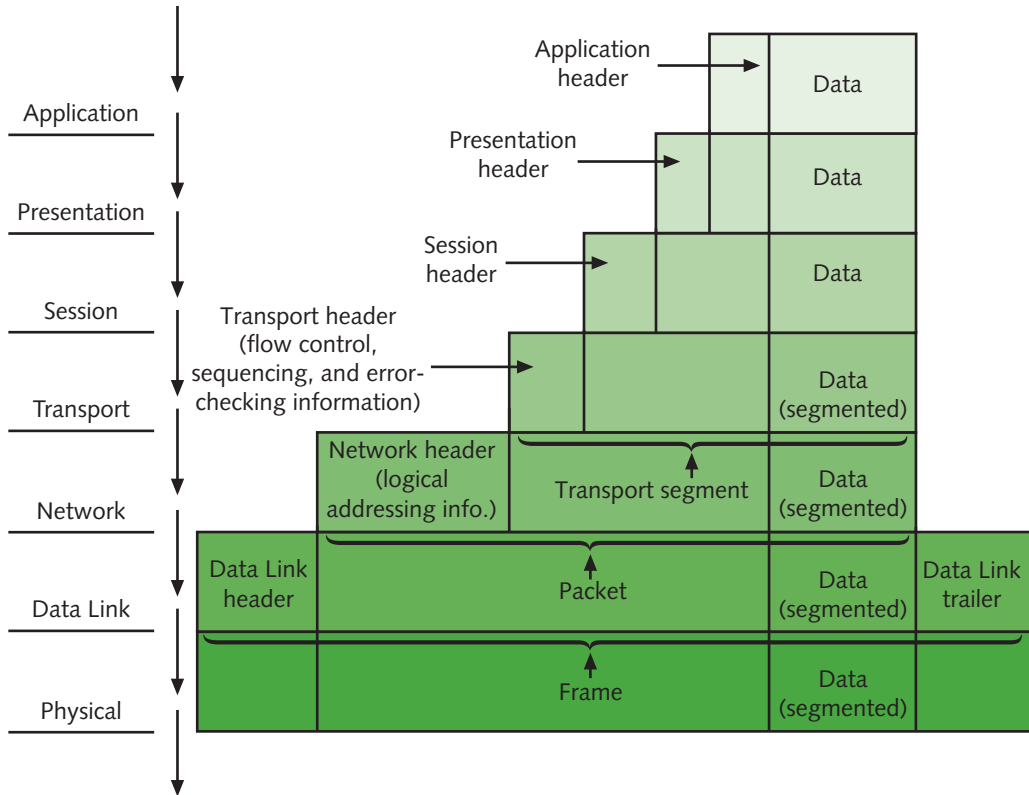 Application
header
Data
Application
Presentation
header
Data
Presentation
Session
header
Data
Session
Transport header
(flow control,
sequencing, and error-
checking information)
Data
(segmented)
Transport
Network header
(logical
addressing info.)
Transport segment
Data
(segmented)
Network
Data Link
header
Packet
Data
(segmented)
Data Link
trailer
Data Link
Frame
Data
(segmented)
Physical